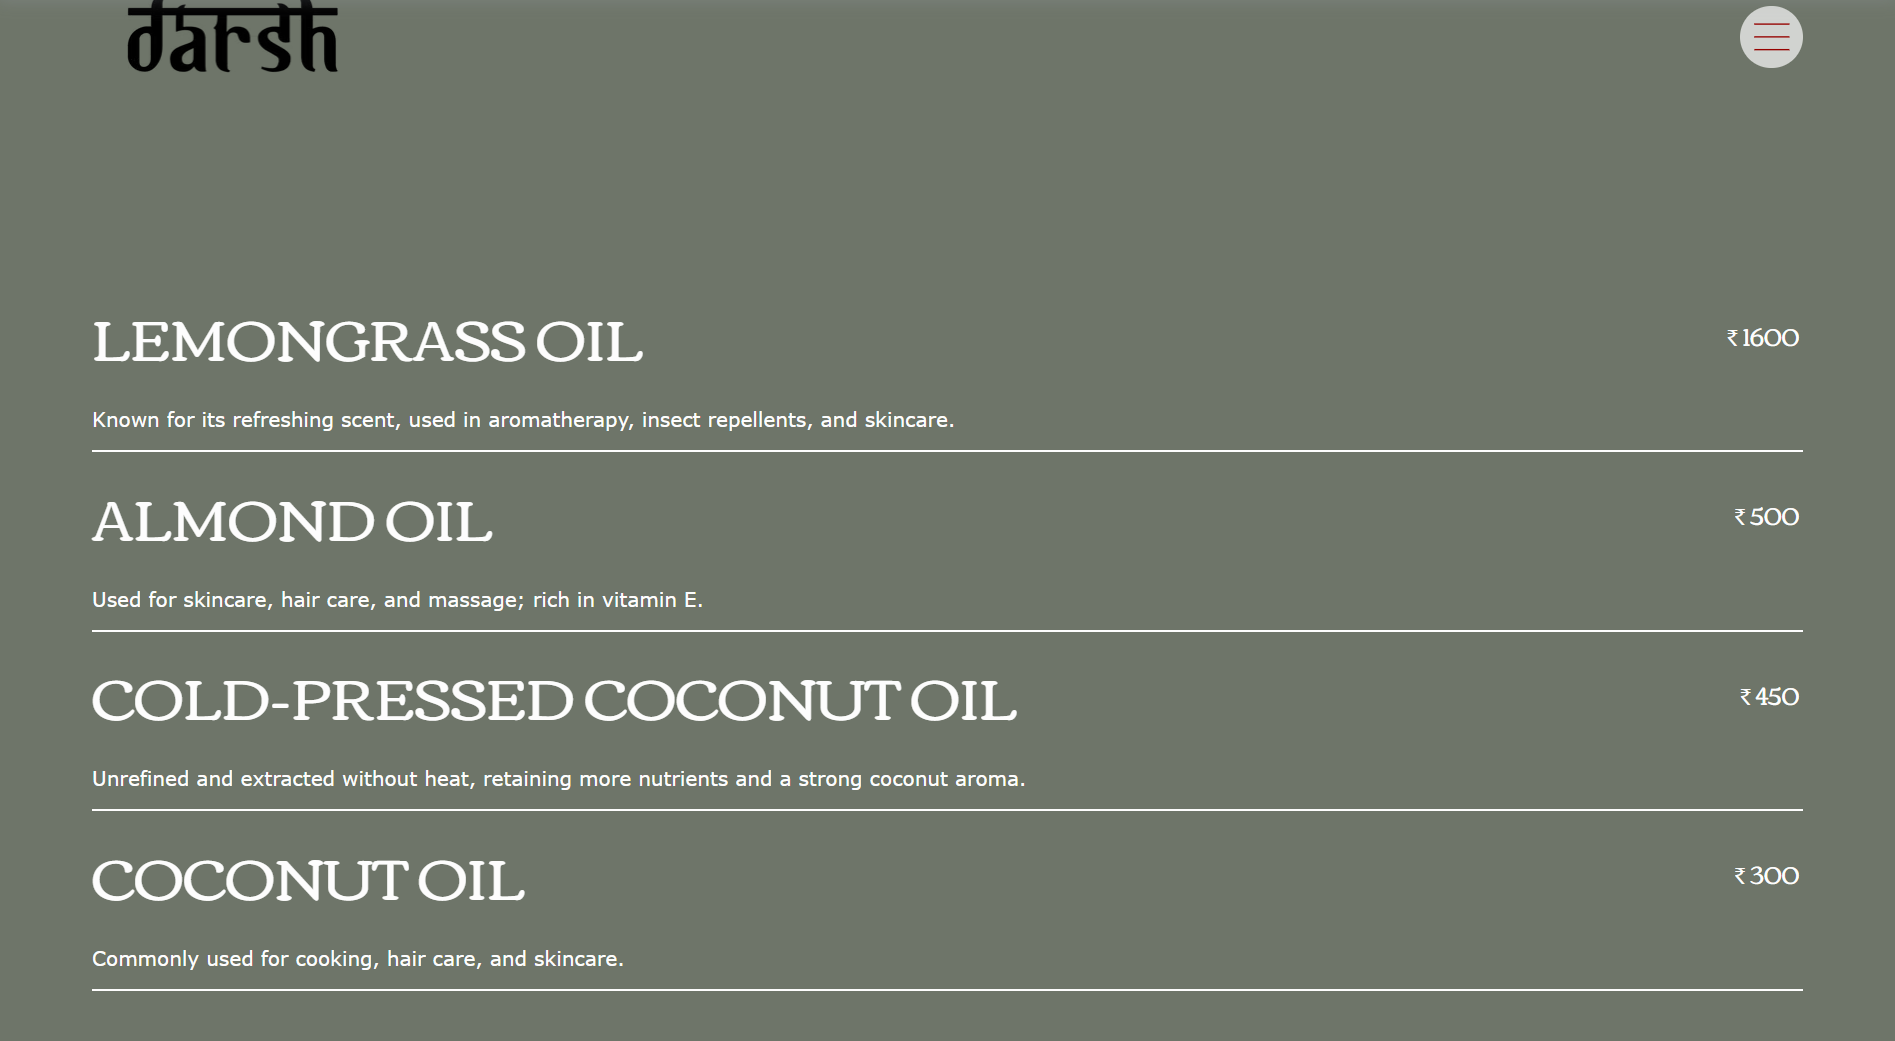 darsh
LEMONGRASS OIL
₹ 1600
Known for its refreshing scent, used in aromatherapy, insect repellents, and skincare.
ALMOND OIL
₹ 500
Used for skincare, hair care, and massage; rich in vitamin E.
COLD-PRESSED COCONUT OIL
₹ 450
Unrefined and extracted without heat, retaining more nutrients and a strong coconut aroma.
COCONUT OIL
₹ 300
Commonly used for cooking, hair care, and skincare.